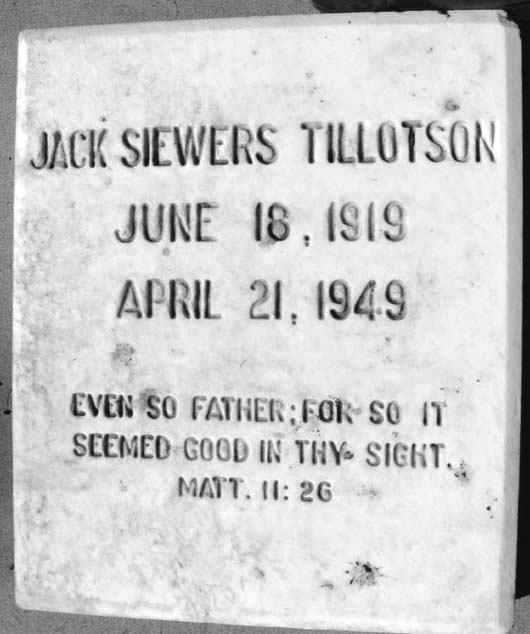 JACK SIEWERS TILLOTSON
JUNE 18, 1919
APRIL 21, 1949
EVEN SO FATHER; FOR SO IT
SEEMED GOOD IN THY SIGHT.
MATT. 11: 26